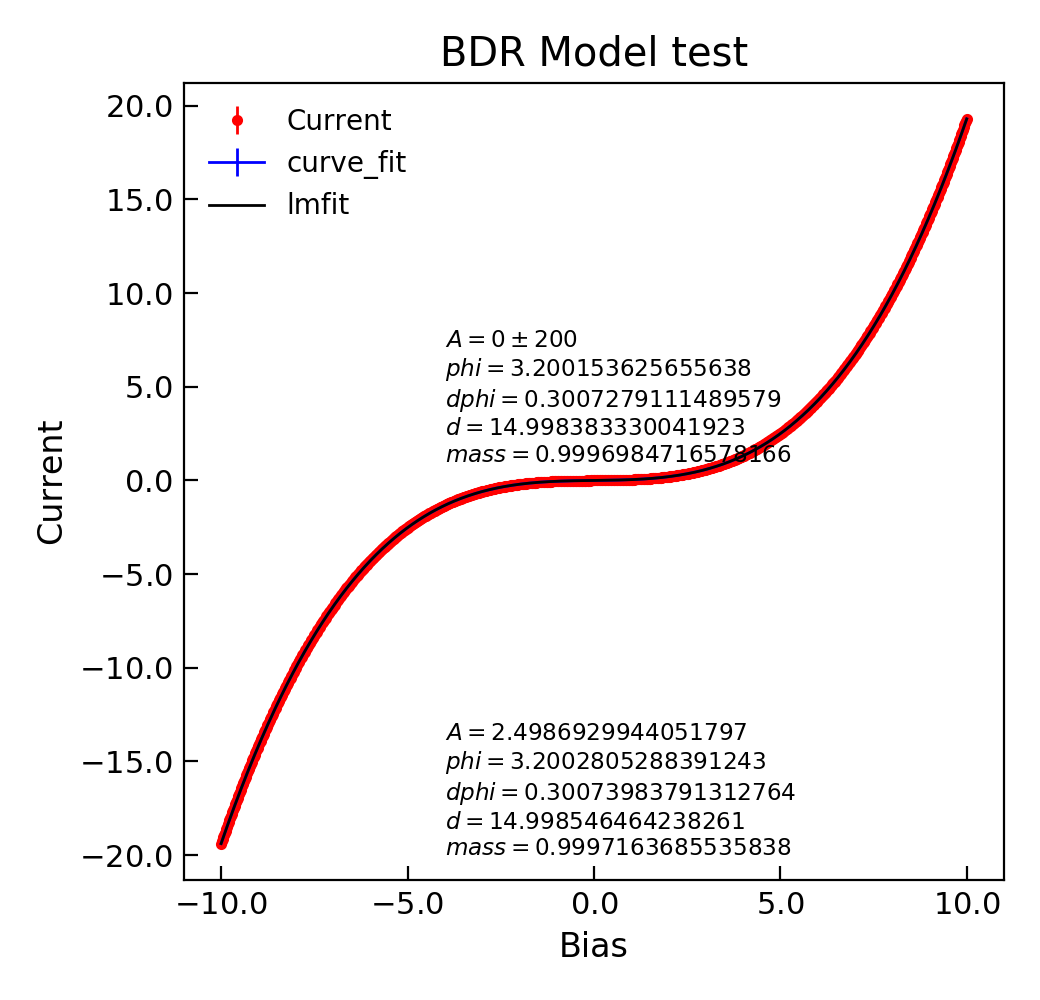 BDR Model test
20.0
15.0
10.0
5.0
0.0
−5.0
−10.0
−15.0
−20.0
Current
Current
curve_fit
lmfit
A = 0 ± 200
phi = 3.200153625655638
dphi = 0.3007279111489579
d = 14.998383330041923
mass = 0.9996984716578166
A = 2.4986929944051797
phi = 3.2002805288391243
dphi = 0.30073983791312764
d = 14.998546464238261
mass = 0.9997163685535838
−10.0 −5.0 0.0 5.0 10.0
Bias